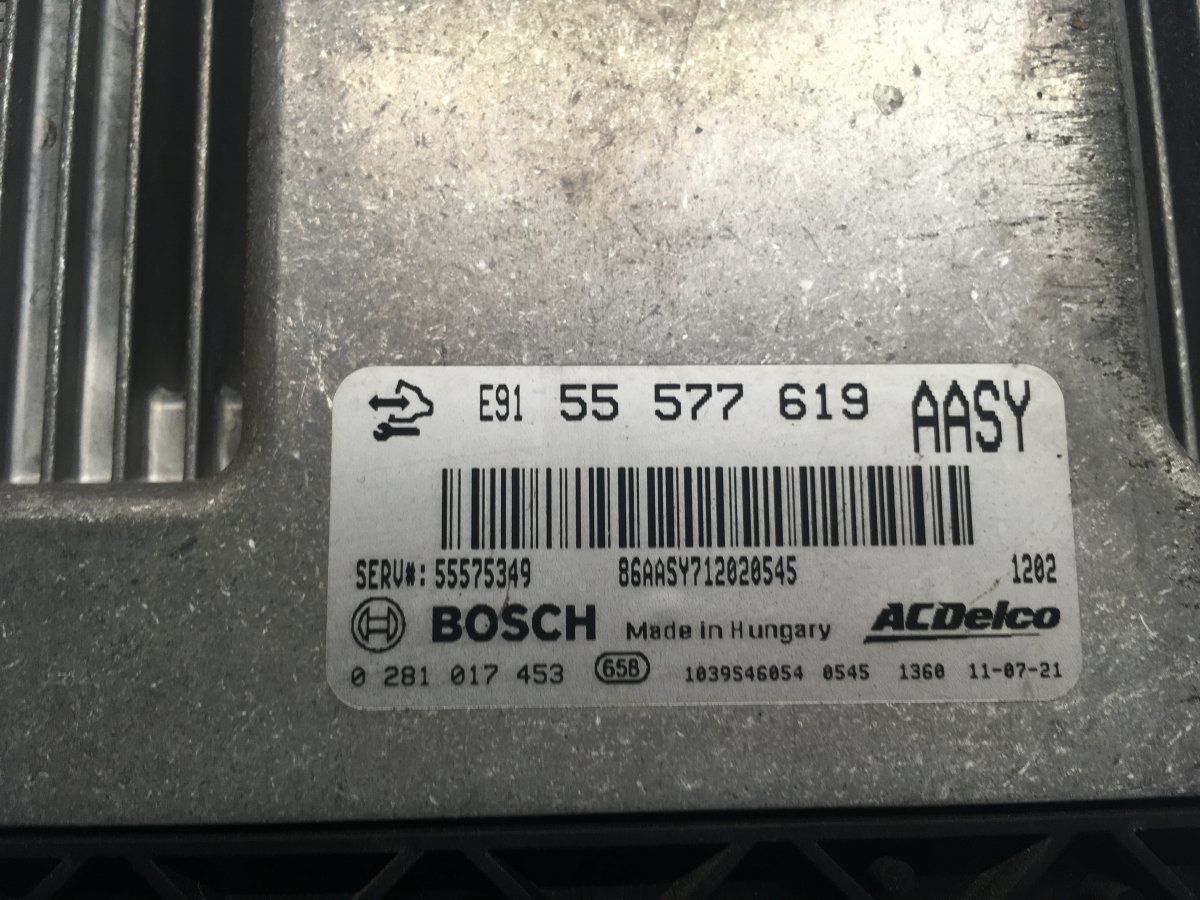 E91 55 577 619 AASY
SERV#: 55575349 86AASY712020545 1202
BOSCH Made in Hungary ACDelco
0 281 017 453 65B 1039S46054 0545 1360 11-07-21